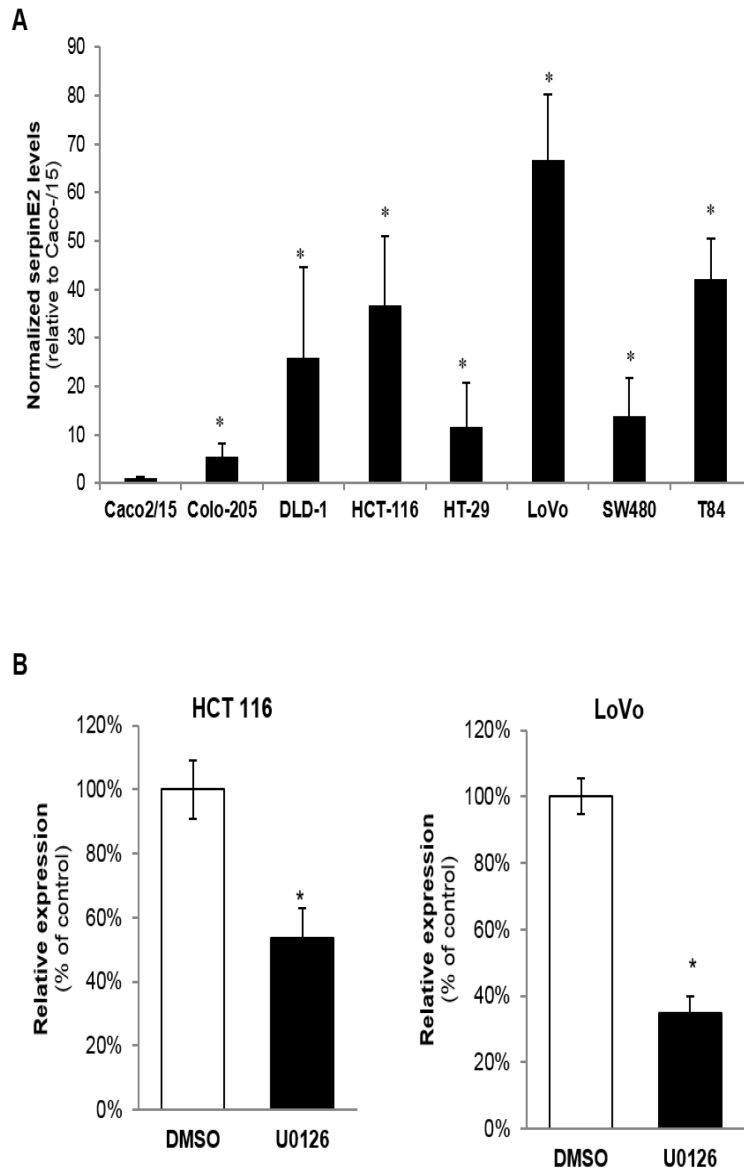 A
Normalized serpinE2 levels
(relative to Caco-/15)
90
80
70
60
50
40
30
20
10
0
*
*
*
*
*
*
*
Caco2/15 Colo-205 DLD-1 HCT-116 HT-29 LoVo SW480 T84
B
HCT 116
Relative expression
(% of control)
120%
100%
80%
60%
40%
20%
0%
*
DMSO U0126
LoVo
Relative expression
(% of control)
120%
100%
80%
60%
40%
20%
0%
*
DMSO U0126